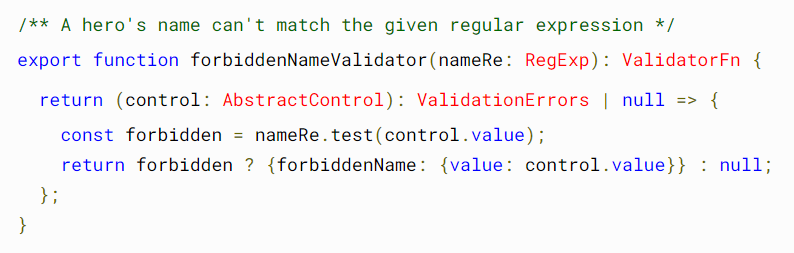 /** A hero's name can't match the given regular expression */
export function forbiddenNameValidator(nameRe: RegExp): ValidatorFn {
  return (control: AbstractControl): ValidationErrors | null => {
    const forbidden = nameRe.test(control.value);
    return forbidden ? {forbiddenName: {value: control.value}} : null;
  };
}